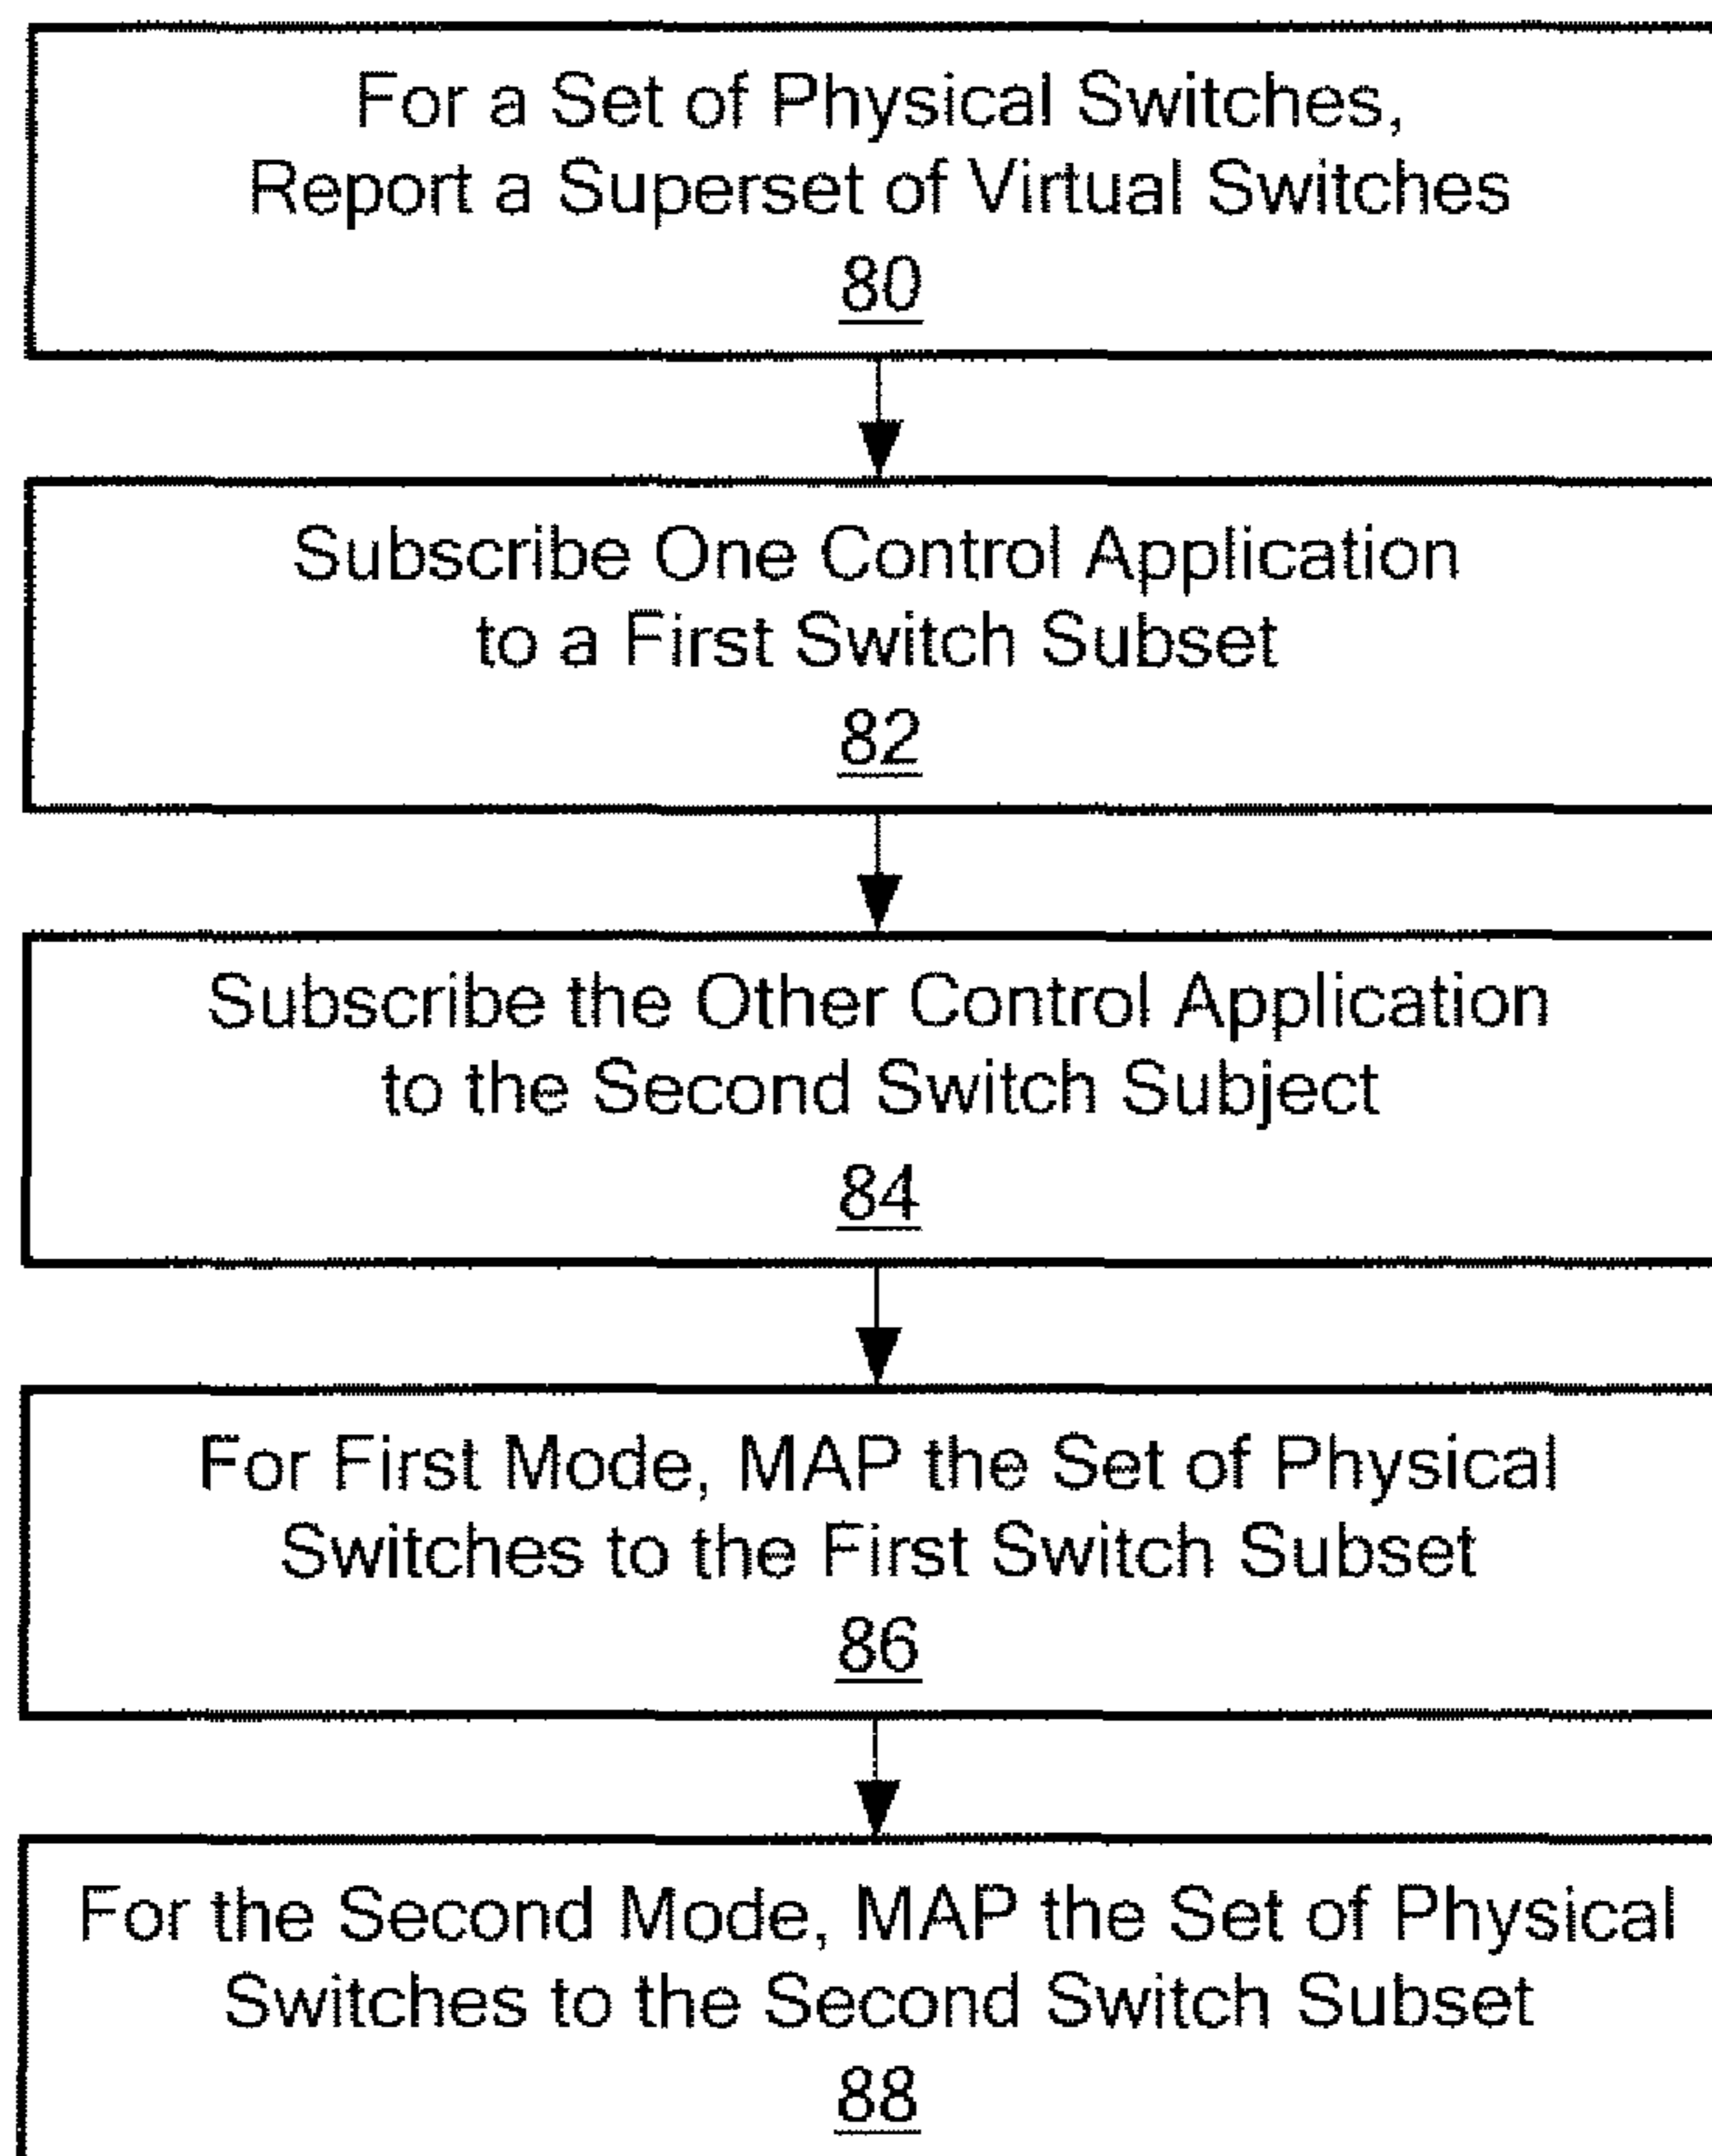 For a Set of Physical Switches,
Report a Superset of Virtual Switches
80
Subscribe One Control Application
to a First Switch Subset
82
Subscribe the Other Control Application
to the Second Switch Subject
84
For First Mode, MAP the Set of Physical
Switches to the First Switch Subset
86
For the Second Mode, MAP the Set of Physical
Switches to the Second Switch Subset
88